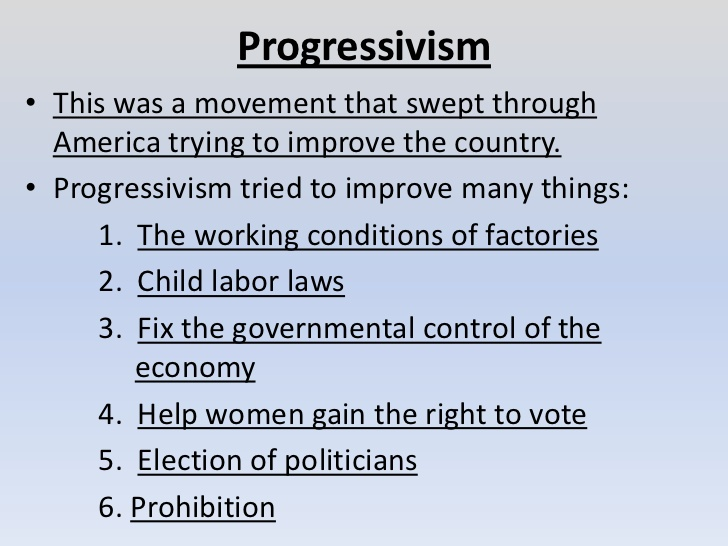 Progressivism
• This was a movement that swept through
America trying to improve the country.
• Progressivism tried to improve many things:
1. The working conditions of factories
2. Child labor laws
3. Fix the governmental control of the
economy
4. Help women gain the right to vote
5. Election of politicians
6. Prohibition